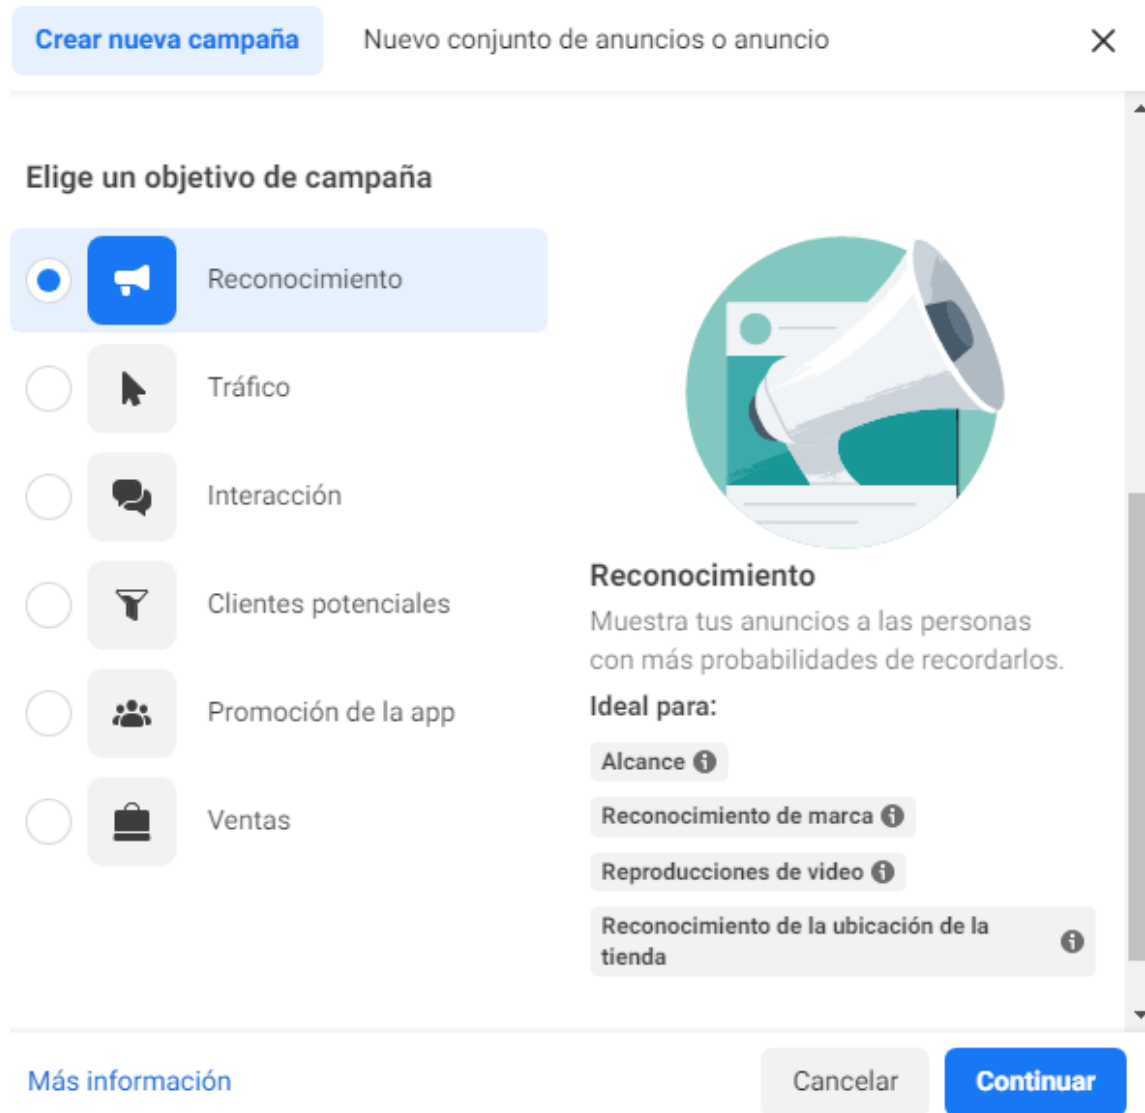 Crear nueva campaña
Nuevo conjunto de anuncios o anuncio
Elige un objetivo de campaña
Reconocimiento
Tráfico
Interacción
Clientes potenciales
Promoción de la app
Ventas
Reconocimiento
Muestra tus anuncios a las personas
con más probabilidades de recordarlos.
Ideal para:
Alcance
Reconocimiento de marca
Reproducciones de video
Reconocimiento de la ubicación de la
tienda
Más información
Cancelar
Continuar